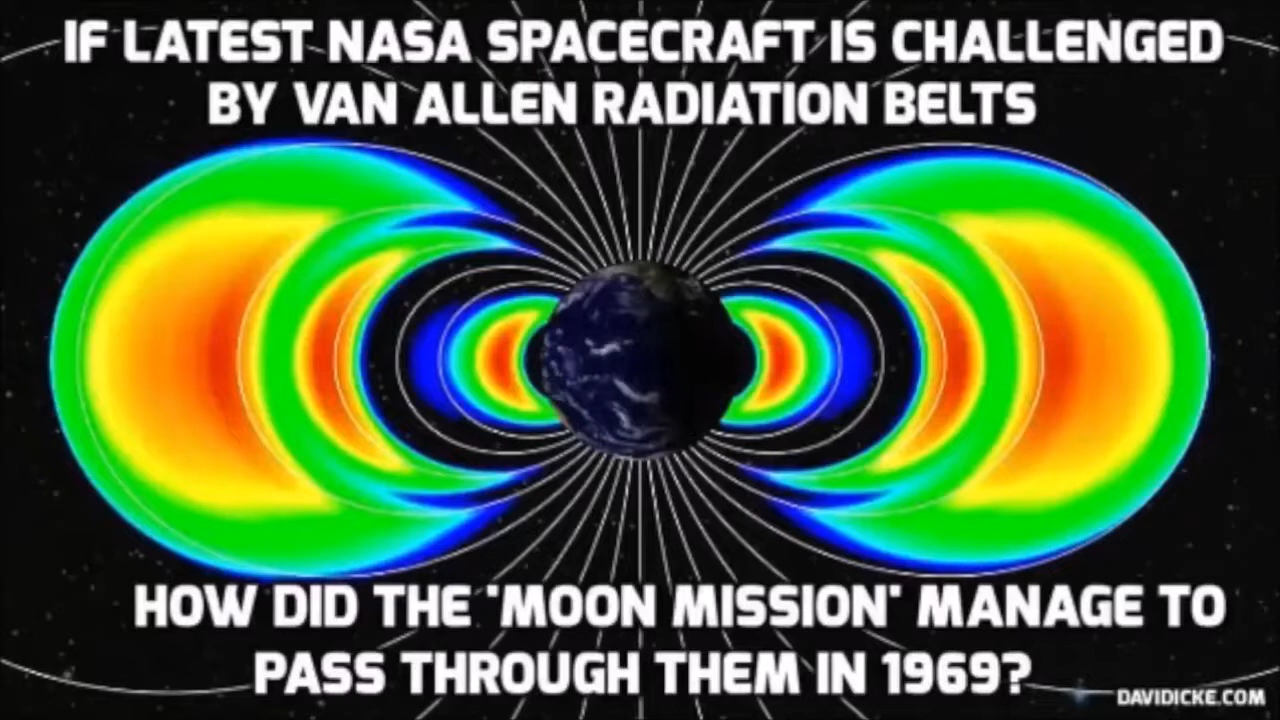 IF LATEST NASA SPACECRAFT IS CHALLENGED
BY VAN ALLEN RADIATION BELTS
HOW DID THE 'MOON MISSION' MANAGE TO
PASS THROUGH THEM IN 1969?
DAVIDICKE.COM